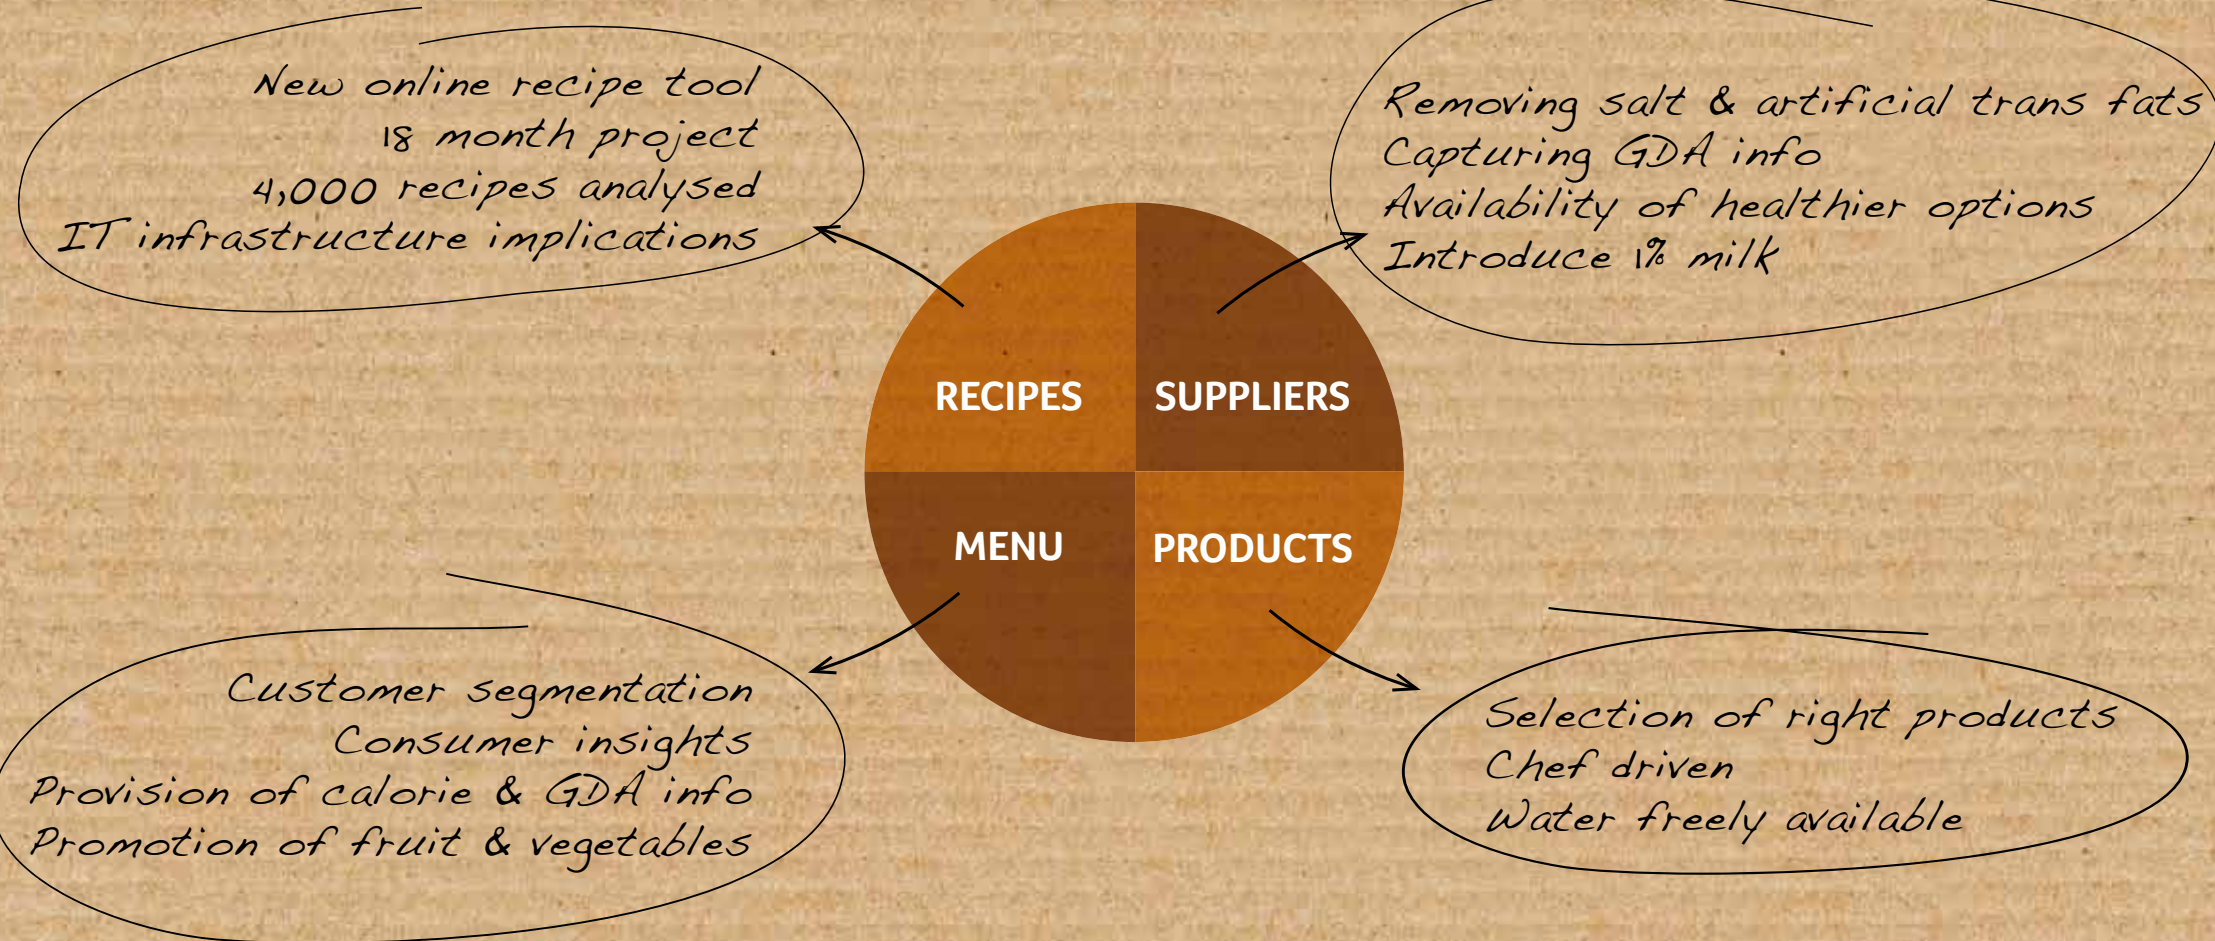 New online recipe tool
18 month project
4,000 recipes analysed
IT infrastructure implications
Removing salt & artificial trans fats
Capturing GDA info
Availability of healthier options
Introduce 1% milk
RECIPES
SUPPLIERS
MENU
PRODUCTS
Customer segmentation
Consumer insights
Provision of calorie & GDA info
Promotion of fruit & vegetables
Selection of right products
Chef driven
Water freely available